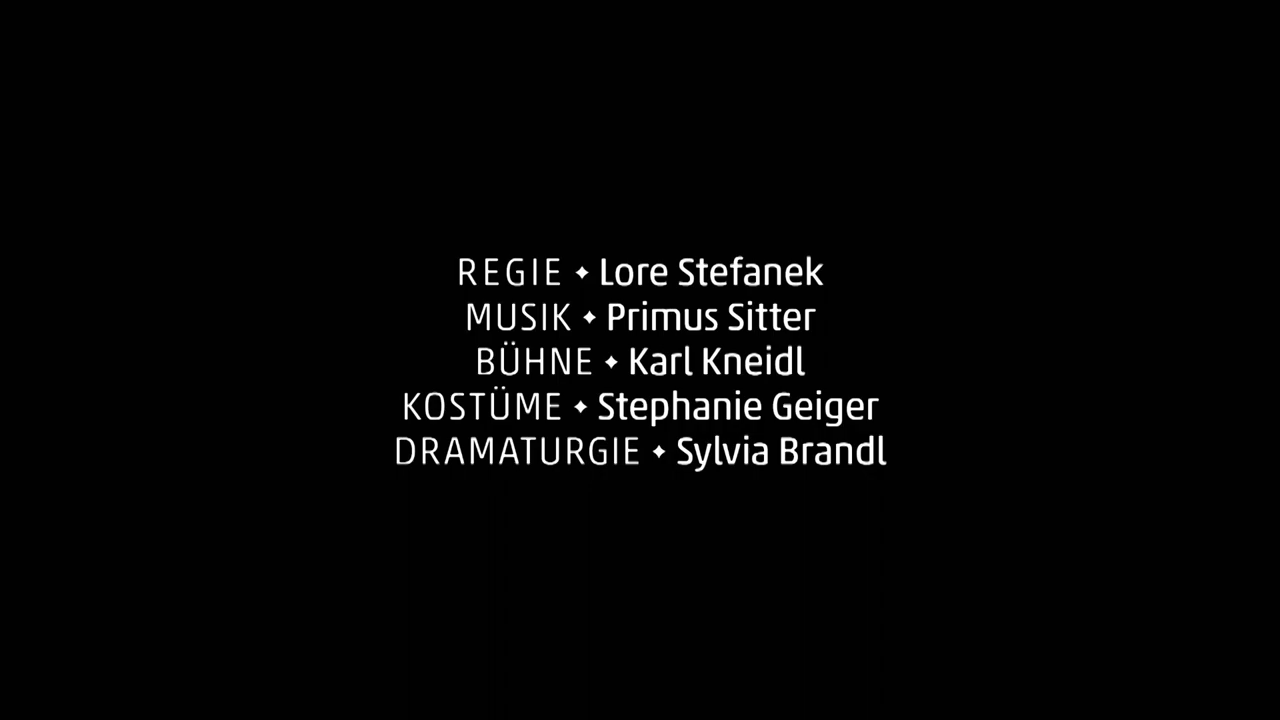 REGIE ✦ Lore Stefanek
MUSIK ✦ Primus Sitter
BÜHNE ✦ Karl Kneidl
KOSTÜME ✦ Stephanie Geiger
DRAMATURGIE ✦ Sylvia Brandl